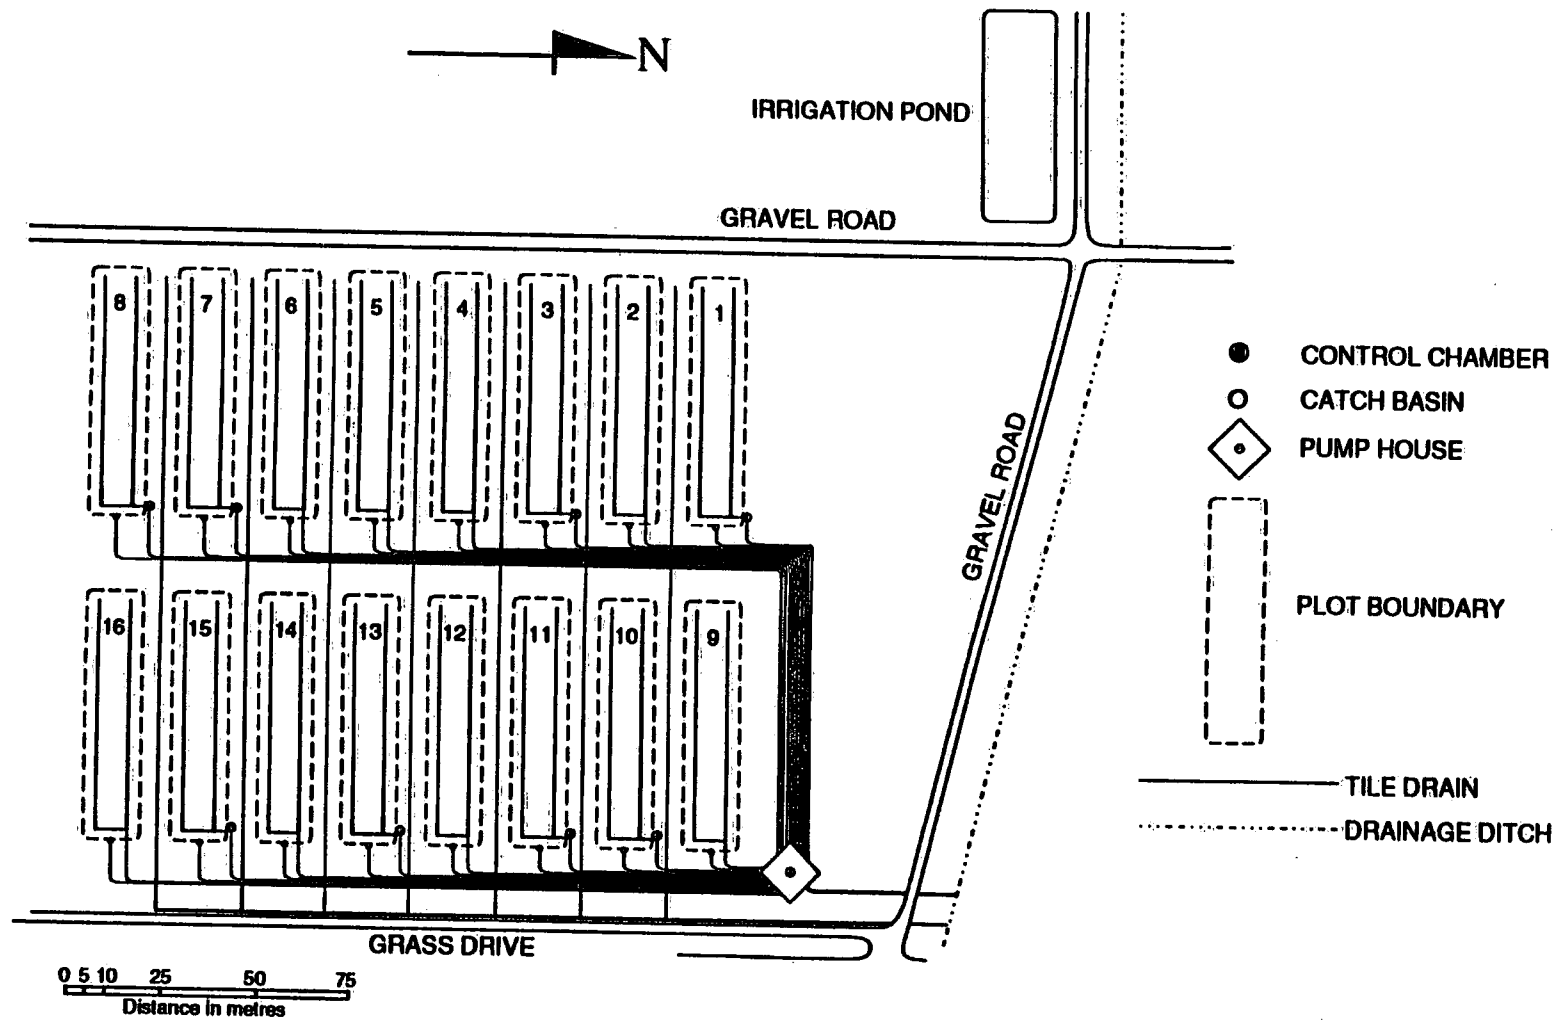 N
IRRIGATION POND
GRAVEL ROAD
8 7 6 5 4 3 2 1
CONTROL CHAMBER
CATCH BASIN
PUMP HOUSE
GRAVEL ROAD
PLOT BOUNDARY
16 15 14 13 12 11 10 9
TILE DRAIN
DRAINAGE DITCH
GRASS DRIVE
0 5 10 25 50 75
Distance in metres